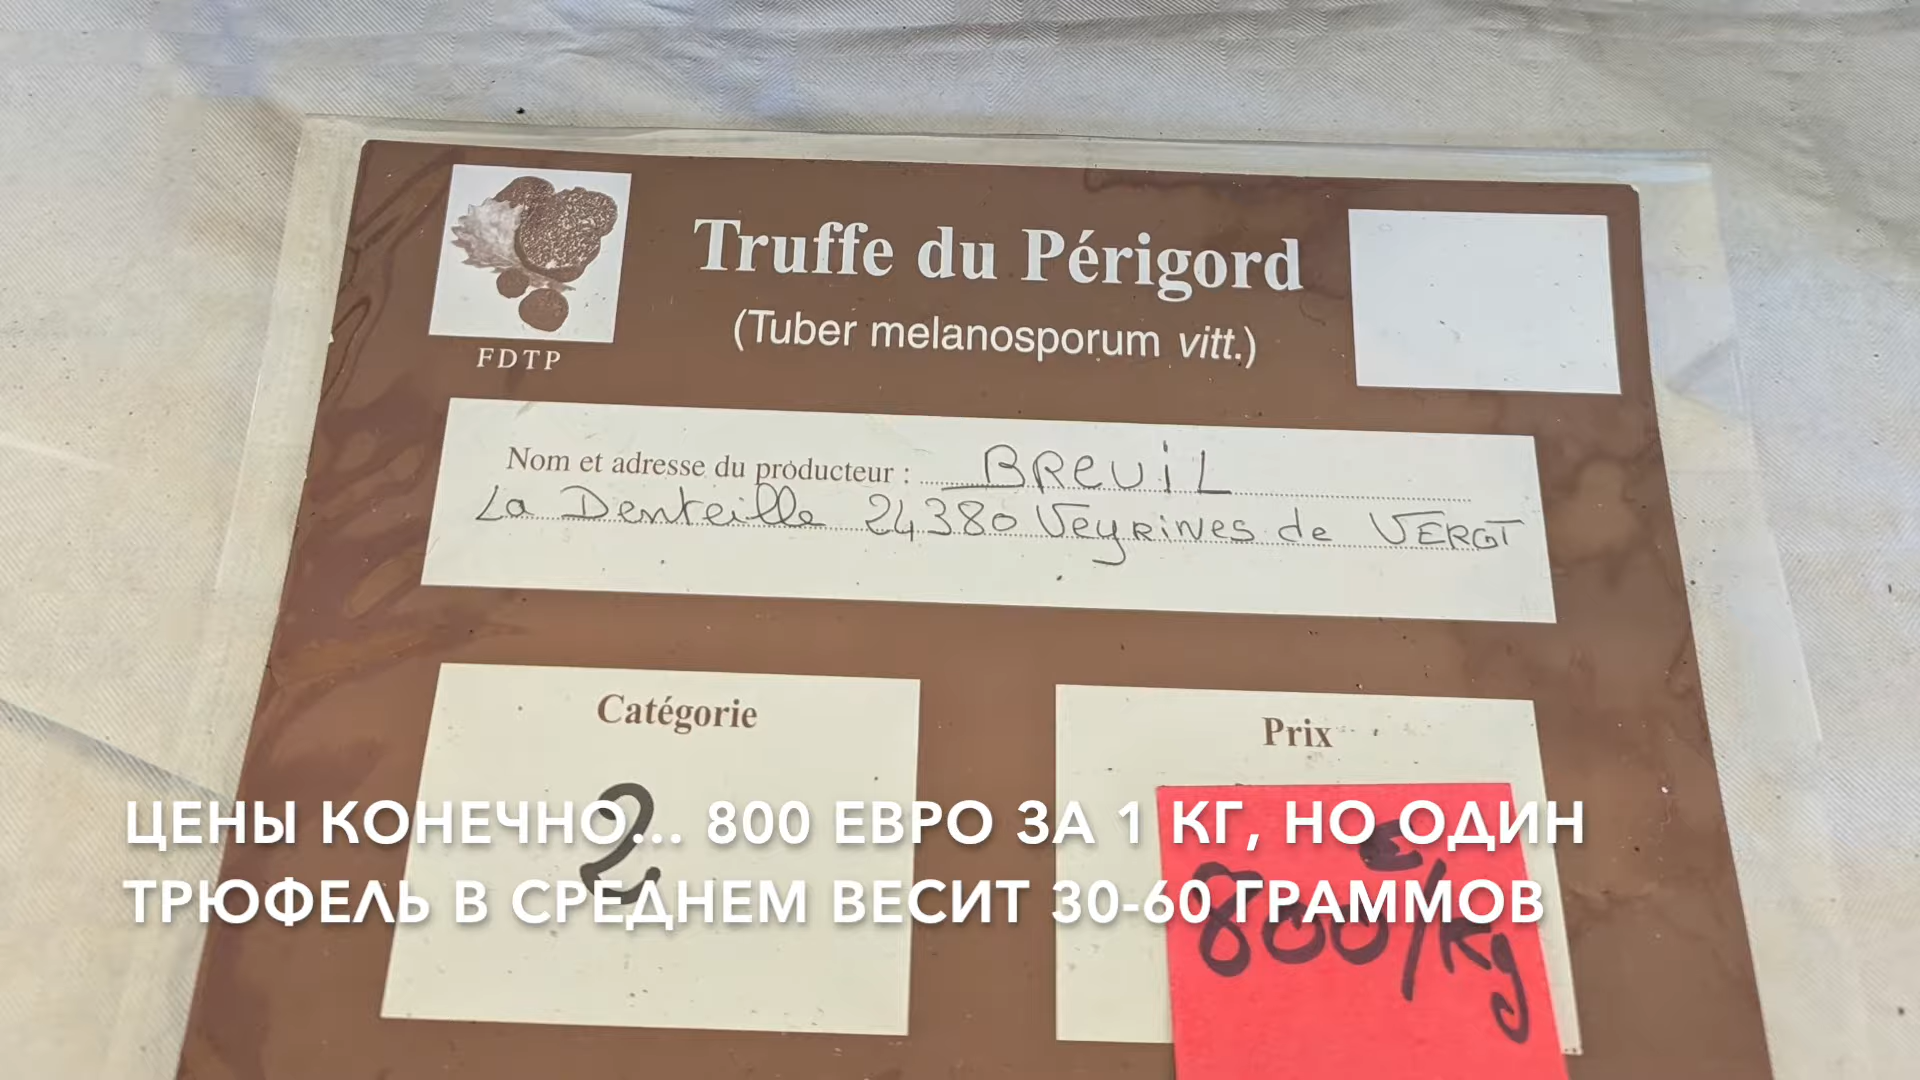 Truffe du Périgord
(Tuber melanosporum vitt.)
FDTP
Nom et adresse du producteur : BREUIL
La Denteille 24380 Veyrines de VERGT
Catégorie
2
Prix
800€/Kg
ЦЕНЫ КОНЕЧНО... 800 ЕВРО ЗА 1 КГ, НО ОДИН
ТРЮФЕЛЬ В СРЕДНЕМ ВЕСИТ 30-60 ГРАММОВ